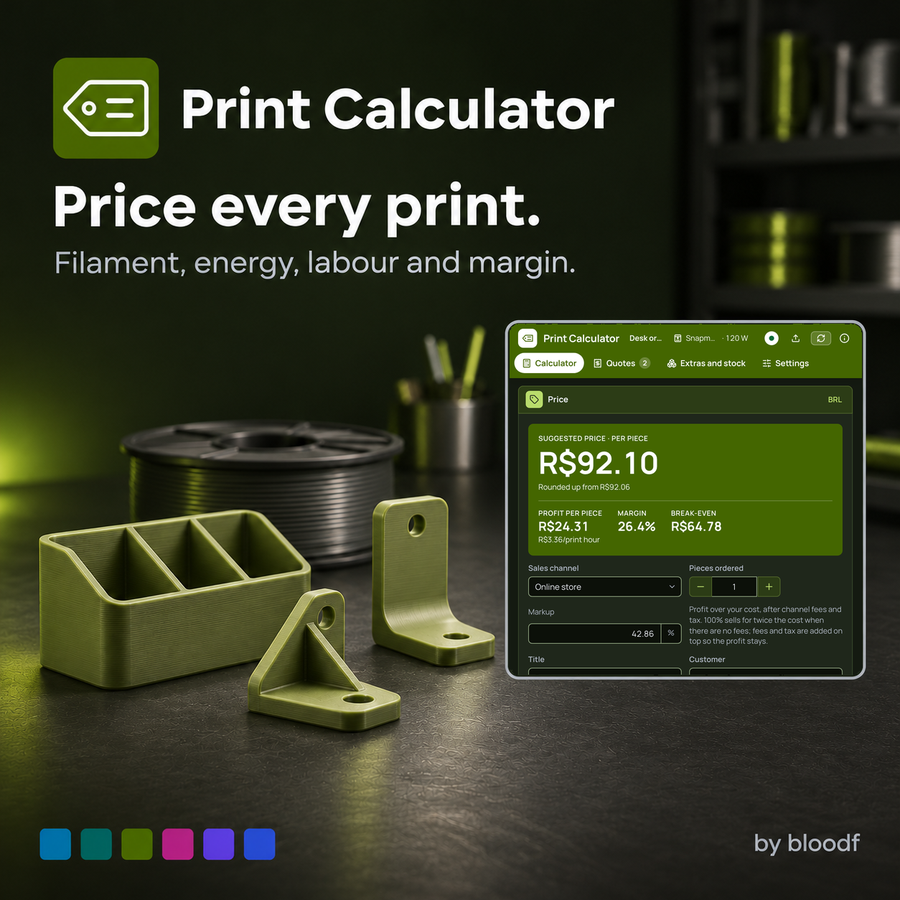 Print Calculator
Price every print.
Filament, energy, labour and margin.
Print Calculator Desk or... Snapm... · 120 W
Calculator Quotes 2 Extras and stock Settings
Price BRL
SUGGESTED PRICE · PER PIECE
R$92.10
Rounded up from R$92.06
PROFIT PER PIECE MARGIN BREAK-EVEN
R$24.31 26.4% R$64.78
R$3.36/print hour
Sales channel Pieces ordered
Online store − 1 +
Markup
42.86 %
Profit over your cost, after channel fees and
tax. 100% sells for twice the cost when
there are no fees; fees and tax are added on
top so the profit stays.
Title Customer
by bloodf